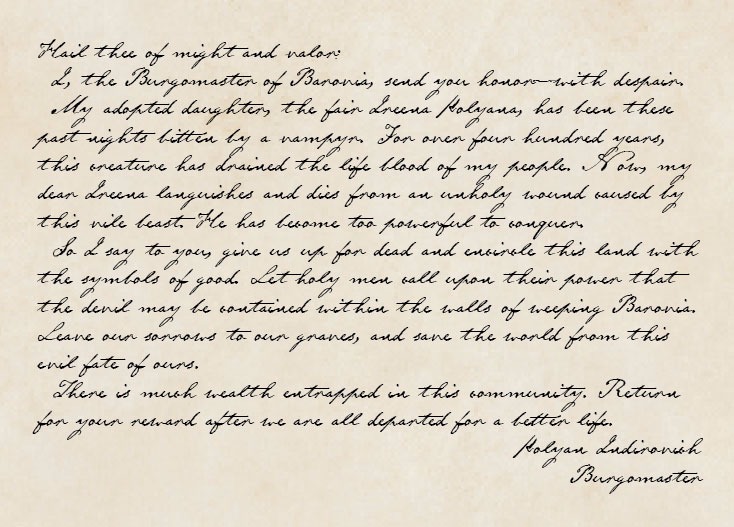 Hail thee of might and valor:
I, the Burgomaster of Barovia, send you honor—with despair.
My adopted daughter, the fair Ireena Kolyana, has been these
past nights bitten by a vampyr. For over four hundred years,
this creature has drained the life blood of my people. Now, my
dear Ireena languishes and dies from an unholy wound caused by
this vile beast. He has become too powerful to conquer.
So I say to you, give us up for dead and encircle this land with
the symbols of good. Let holy men call upon their power that
the devil may be contained within the walls of weeping Barovia.
Leave our sorrows to our graves, and save the world from this
evil fate of ours.
There is much wealth entrapped in this community. Return
for your reward after we are all departed for a better life.
Kolyan Indirovich
Burgomaster